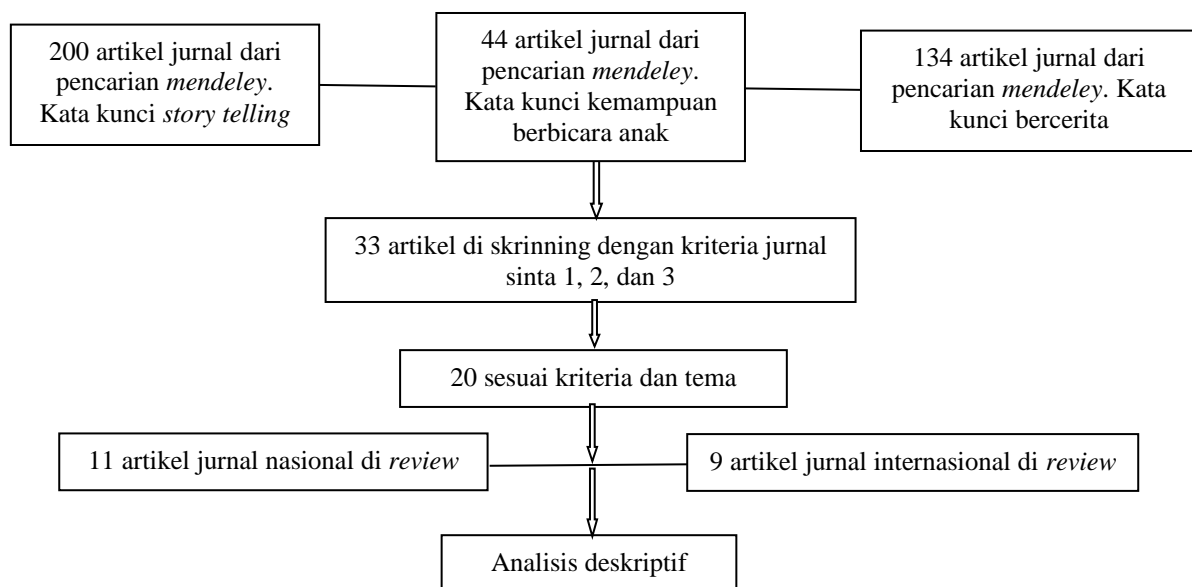 200 artikel jurnal dari
pencarian mendeley.
Kata kunci story telling
44 artikel jurnal dari
pencarian mendeley.
Kata kunci kemampuan
berbicara anak
134 artikel jurnal dari
pencarian mendeley. Kata
kunci bercerita
33 artikel di skrinning dengan kriteria jurnal
sinta 1, 2, dan 3
20 sesuai kriteria dan tema
11 artikel jurnal nasional di review
9 artikel jurnal internasional di review
Analisis deskriptif